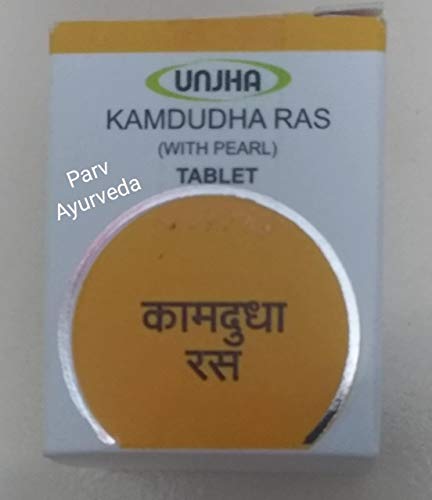 UNJHA
KAMDUDHA RAS
(WITH PEARL)
TABLET
Parv
Ayurveda
कामदुधा
रस